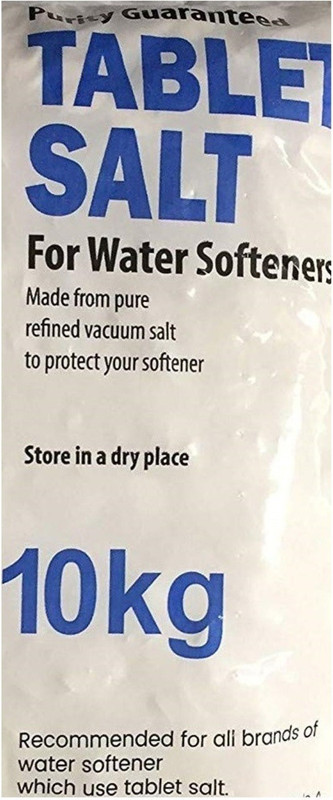 Purity Guaranteed
TABLET
SALT
For Water Softeners
Made from pure
refined vacuum salt
to protect your softener
Store in a dry place
10kg
Recommended for all brands of
water softener
which use tablet salt.